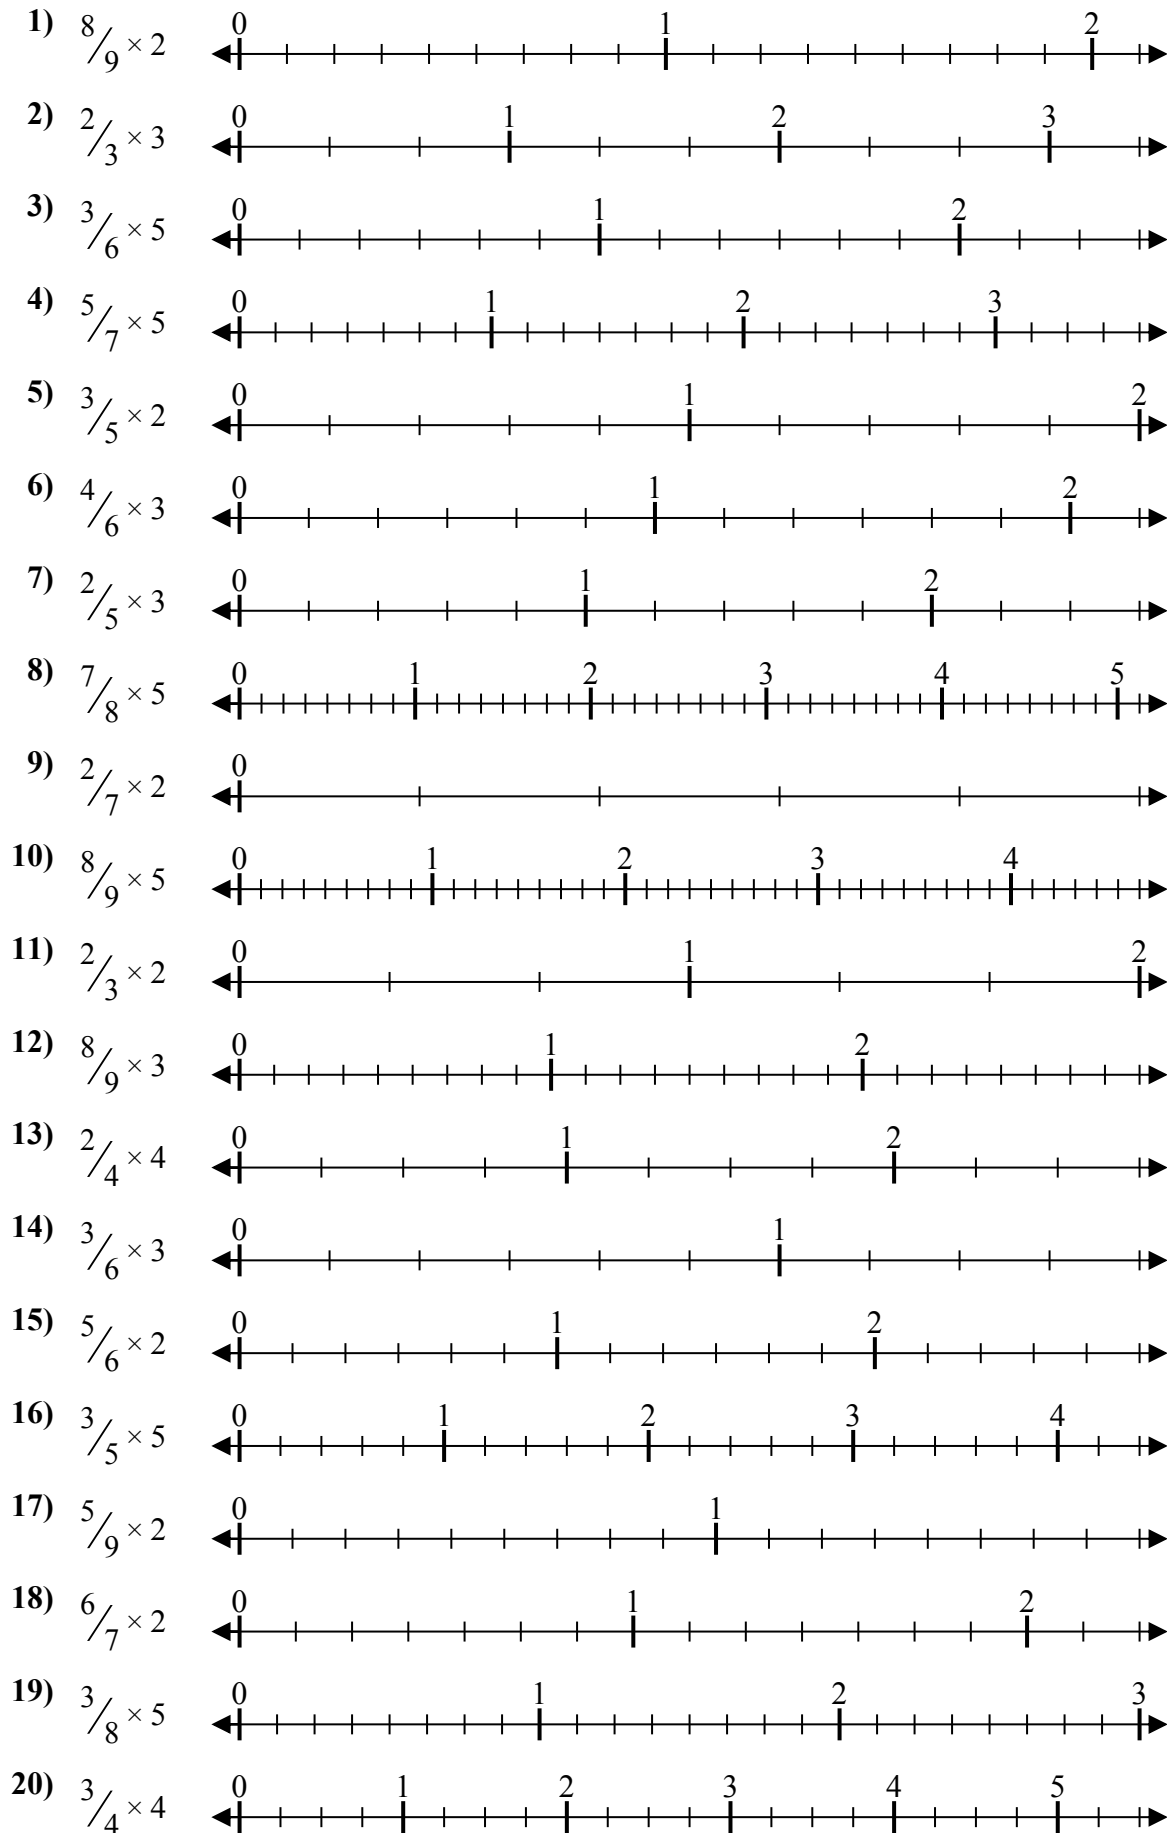 1) 8/9 × 2 0 1 2
2) 2/3 × 3 0 1 2 3
3) 3/6 × 5 0 1 2
4) 5/7 × 5 0 1 2 3
5) 3/5 × 2 0 1 2
6) 4/6 × 3 0 1 2
7) 2/5 × 3 0 1 2
8) 7/8 × 5 0 1 2 3 4 5
9) 2/7 × 2 0
10) 8/9 × 5 0 1 2 3 4
11) 2/3 × 2 0 1 2
12) 8/9 × 3 0 1 2
13) 2/4 × 4 0 1 2
14) 3/6 × 3 0 1
15) 5/6 × 2 0 1 2
16) 3/5 × 5 0 1 2 3 4
17) 5/9 × 2 0 1
18) 6/7 × 2 0 1 2
19) 3/8 × 5 0 1 2 3
20) 3/4 × 4 0 1 2 3 4 5